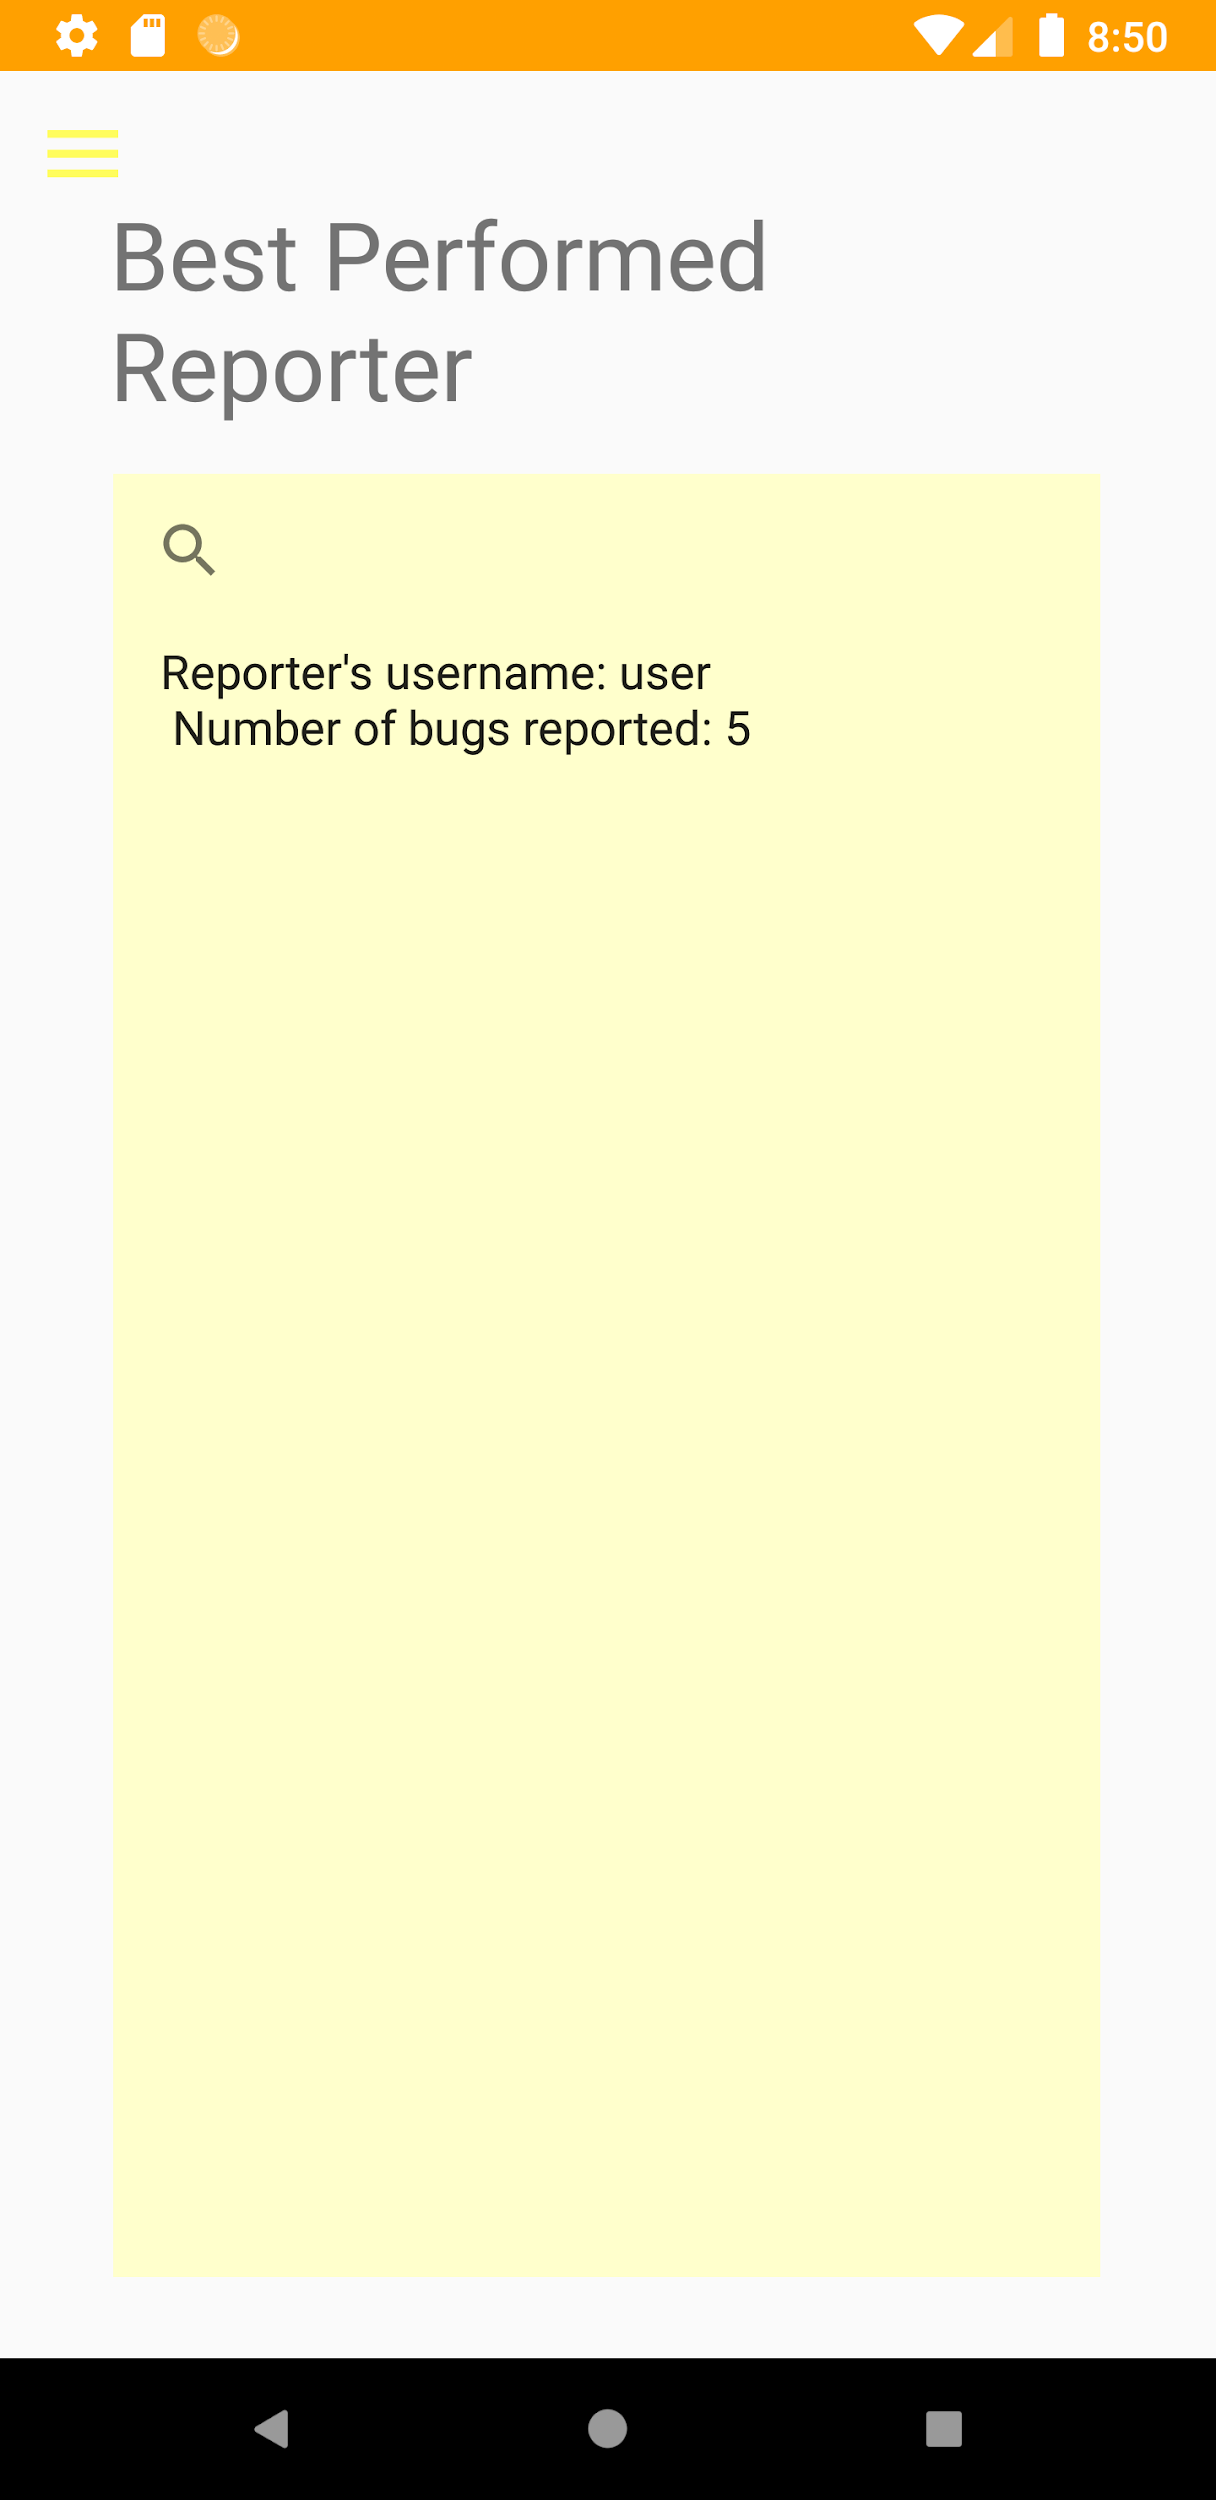 8:50
Best Performed
Reporter
Reporter's username: user
Number of bugs reported: 5